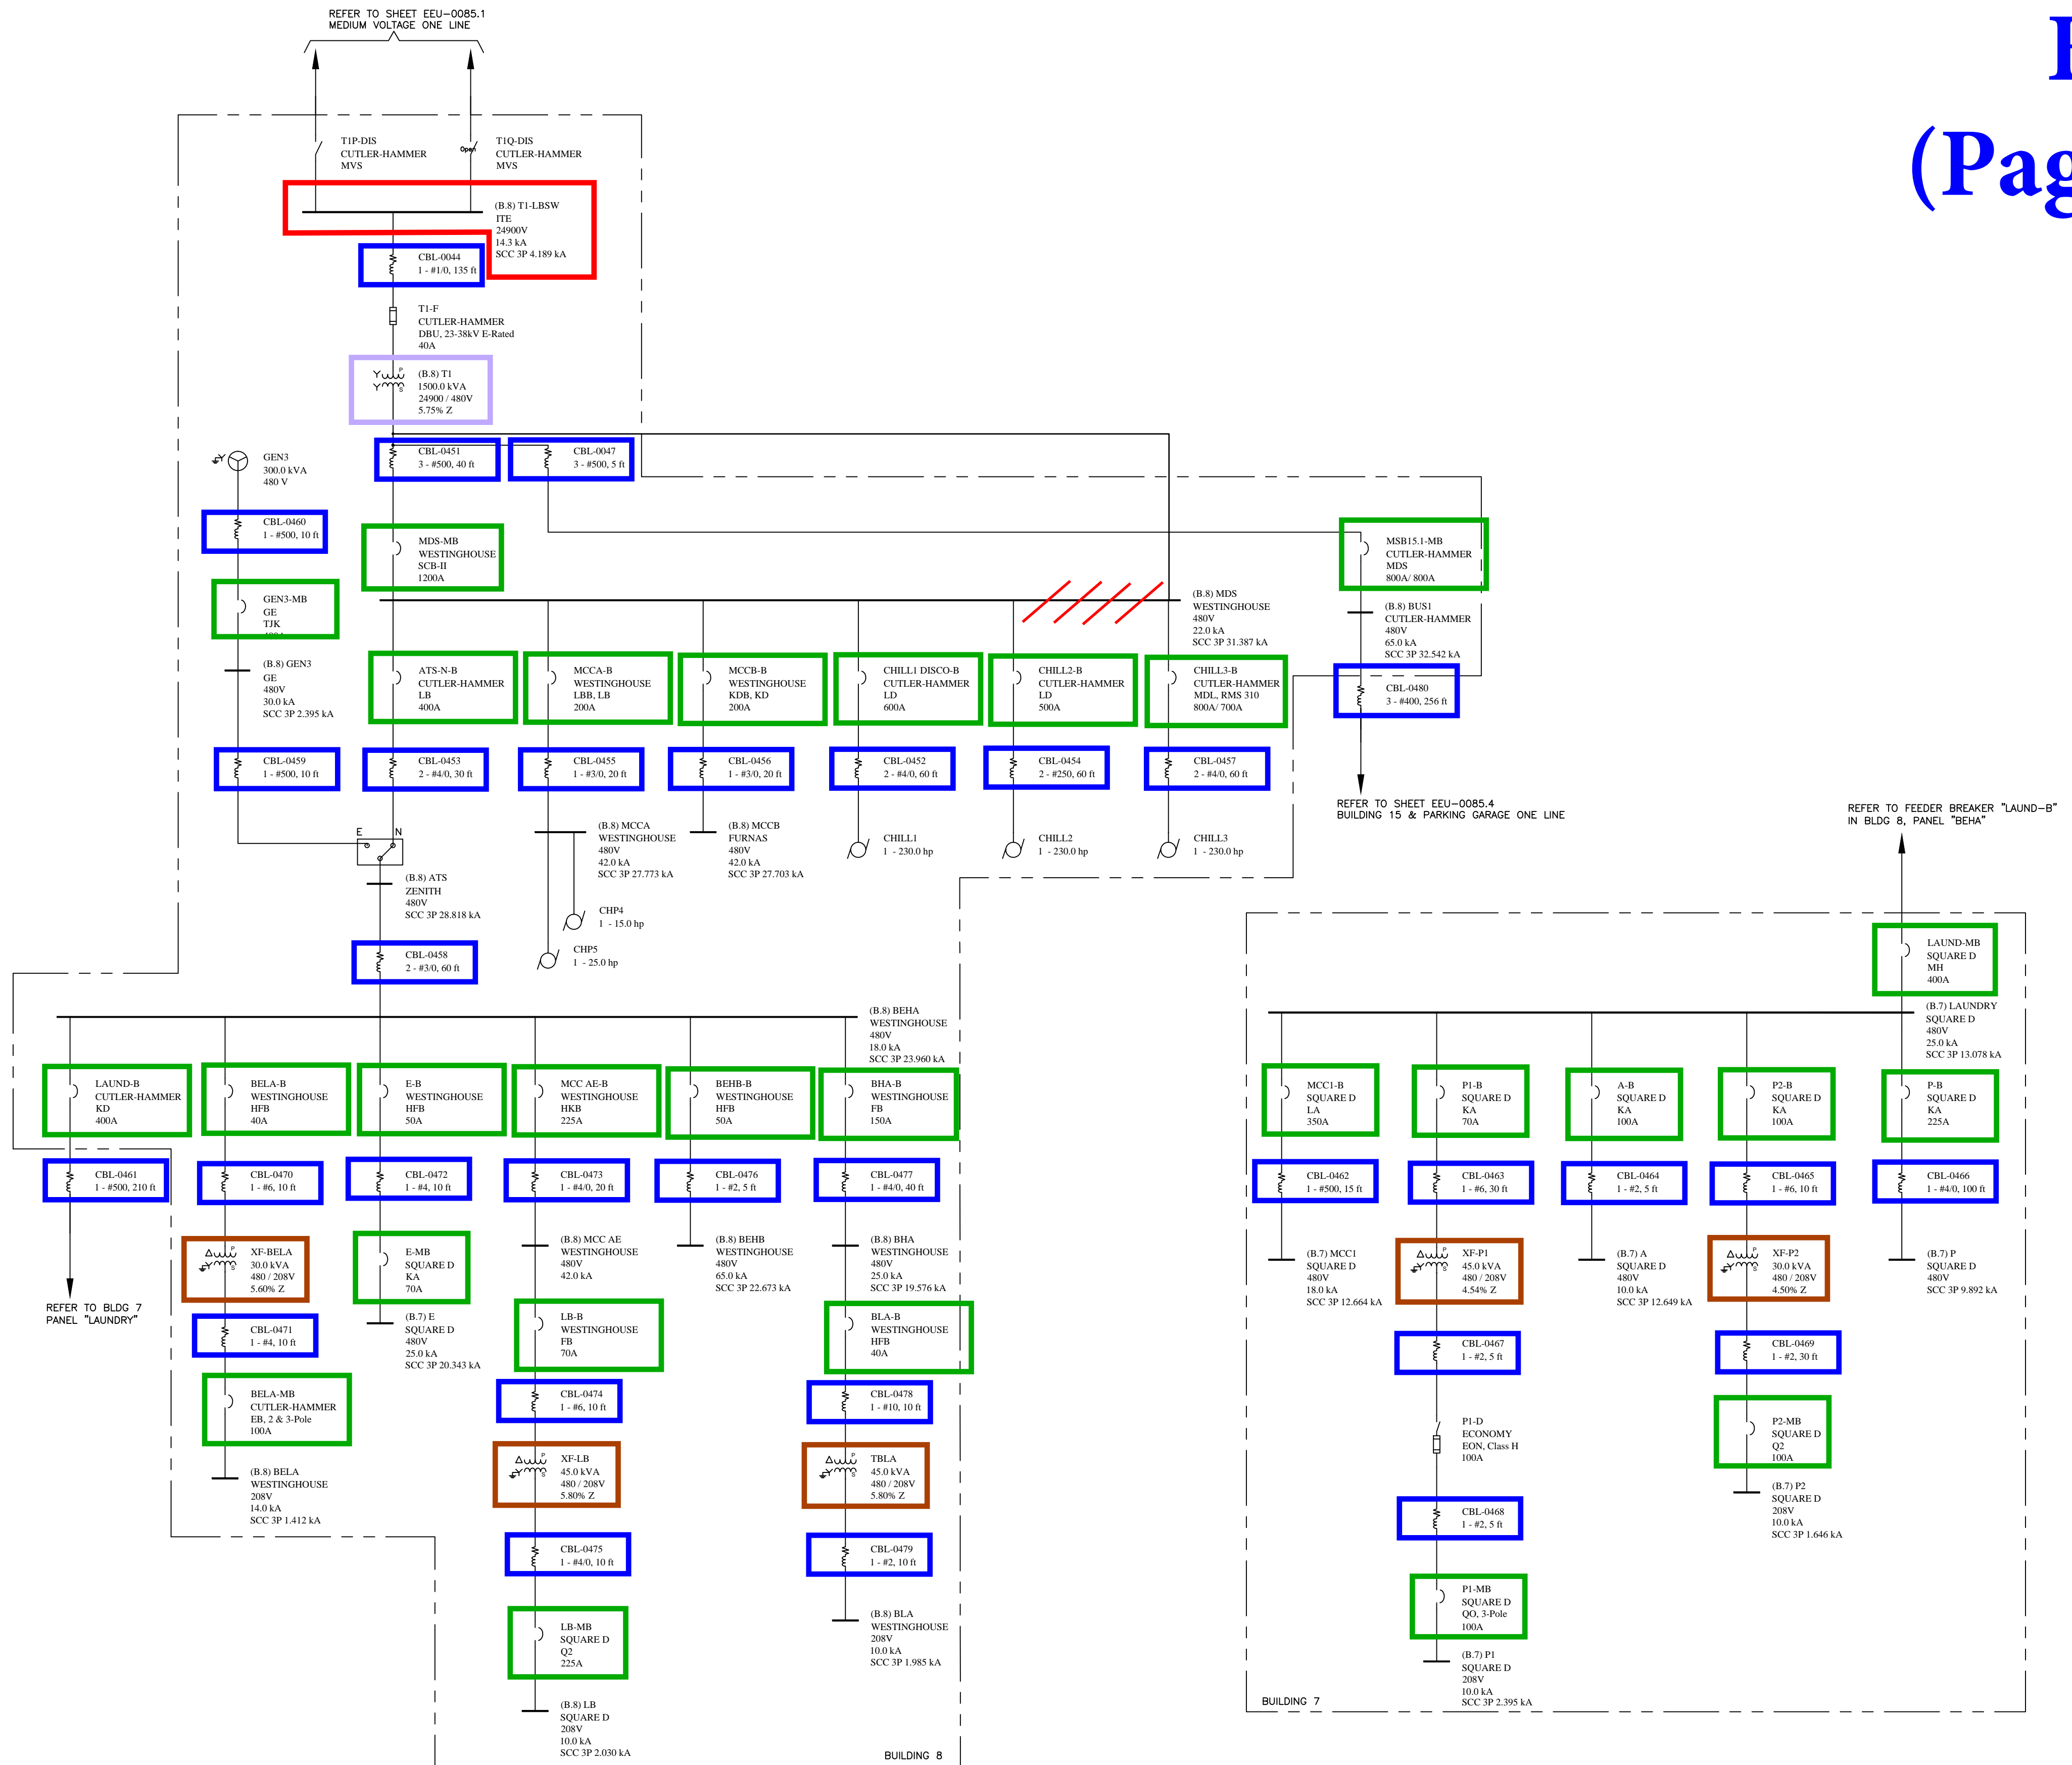 REFER TO SHEET EEU-0085.1
MEDIUM VOLTAGE ONE LINE
(Pag
T1P-DIS
CUTLER-HAMMER
MVS
Open
T1Q-DIS
CUTLER-HAMMER
MVS
(B.8) T1-LBSW
ITE
24900V
14.3 kA
SCC 3P 4.189 kA
CBL-0044
1 - #1/0, 135 ft
T1-F
CUTLER-HAMMER
DBU, 23-38kV E-Rated
40A
P
S
(B.8) T1
1500.0 kVA
24900 / 480V
5.75% Z
CBL-0451
3 - #500, 40 ft
CBL-0047
3 - #500, 5 ft
GEN3
300.0 kVA
480 V
CBL-0460
1 - #500, 10 ft
MDS-MB
WESTINGHOUSE
SCB-II
1200A
MSB15.1-MB
CUTLER-HAMMER
MDS
800A/ 800A
GEN3-MB
GE
TJK
(B.8) MDS
WESTINGHOUSE
480V
22.0 kA
SCC 3P 31.387 kA
(B.8) BUS1
CUTLER-HAMMER
480V
65.0 kA
SCC 3P 32.542 kA
(B.8) GEN3
GE
480V
30.0 kA
SCC 3P 2.395 kA
ATS-N-B
CUTLER-HAMMER
LB
400A
MCCA-B
WESTINGHOUSE
LBB, LB
200A
MCCB-B
WESTINGHOUSE
KDB, KD
200A
CHILL1 DISCO-B
CUTLER-HAMMER
LD
600A
CHILL2-B
CUTLER-HAMMER
LD
500A
CHILL3-B
CUTLER-HAMMER
MDL, RMS 310
800A/ 700A
CBL-0480
3 - #400, 256 ft
CBL-0459
1 - #500, 10 ft
CBL-0453
2 - #4/0, 30 ft
CBL-0455
1 - #3/0, 20 ft
CBL-0456
1 - #3/0, 20 ft
CBL-0452
2 - #4/0, 60 ft
CBL-0454
2 - #250, 60 ft
CBL-0457
2 - #4/0, 60 ft
REFER TO SHEET EEU-0085.4
BUILDING 15 & PARKING GARAGE ONE LINE
REFER TO FEEDER BREAKER "LAUND-B"
IN BLDG 8, PANEL "BEHA"
E
N
(B.8) MCCA
WESTINGHOUSE
480V
42.0 kA
SCC 3P 27.773 kA
(B.8) MCCB
FURNAS
480V
42.0 kA
SCC 3P 27.703 kA
CHILL1
1 - 230.0 hp
CHILL2
1 - 230.0 hp
CHILL3
1 - 230.0 hp
(B.8) ATS
ZENITH
480V
SCC 3P 28.818 kA
CHP4
1 - 15.0 hp
CHP5
1 - 25.0 hp
CBL-0458
2 - #3/0, 60 ft
LAUND-MB
SQUARE D
MH
400A
(B.8) BEHA
WESTINGHOUSE
480V
18.0 kA
SCC 3P 23.960 kA
(B.7) LAUNDRY
SQUARE D
480V
25.0 kA
SCC 3P 13.078 kA
LAUND-B
CUTLER-HAMMER
KD
400A
BELA-B
WESTINGHOUSE
HFB
40A
E-B
WESTINGHOUSE
HFB
50A
MCC AE-B
WESTINGHOUSE
HKB
225A
BEHB-B
WESTINGHOUSE
HFB
50A
BHA-B
WESTINGHOUSE
FB
150A
MCC1-B
SQUARE D
LA
350A
P1-B
SQUARE D
KA
70A
A-B
SQUARE D
KA
100A
P2-B
SQUARE D
KA
100A
P-B
SQUARE D
KA
225A
CBL-0461
1 - #500, 210 ft
CBL-0470
1 - #6, 10 ft
CBL-0472
1 - #4, 10 ft
CBL-0473
1 - #4/0, 20 ft
CBL-0476
1 - #2, 5 ft
CBL-0477
1 - #4/0, 40 ft
CBL-0462
1 - #500, 15 ft
CBL-0463
1 - #6, 30 ft
CBL-0464
1 - #2, 5 ft
CBL-0465
1 - #6, 10 ft
CBL-0466
1 - #4/0, 100 ft
P
S
XF-BELA
30.0 kVA
480 / 208V
5.60% Z
E-MB
SQUARE D
KA
70A
(B.8) MCC AE
WESTINGHOUSE
480V
42.0 kA
(B.8) BEHB
WESTINGHOUSE
480V
65.0 kA
SCC 3P 22.673 kA
(B.8) BHA
WESTINGHOUSE
480V
25.0 kA
SCC 3P 19.576 kA
(B.7) MCC1
SQUARE D
480V
18.0 kA
SCC 3P 12.664 kA
P
S
XF-P1
45.0 kVA
480 / 208V
4.54% Z
(B.7) A
SQUARE D
480V
10.0 kA
SCC 3P 12.649 kA
P
S
XF-P2
30.0 kVA
480 / 208V
4.50% Z
(B.7) P
SQUARE D
480V
SCC 3P 9.892 kA
REFER TO BLDG 7
PANEL "LAUNDRY"
CBL-0471
1 - #4, 10 ft
(B.7) E
SQUARE D
480V
25.0 kA
SCC 3P 20.343 kA
LB-B
WESTINGHOUSE
FB
70A
BLA-B
WESTINGHOUSE
HFB
40A
CBL-0467
1 - #2, 5 ft
CBL-0469
1 - #2, 30 ft
BELA-MB
CUTLER-HAMMER
EB, 2 & 3-Pole
100A
CBL-0474
1 - #6, 10 ft
CBL-0478
1 - #10, 10 ft
P1-D
ECONOMY
EON, Class H
100A
P2-MB
SQUARE D
Q2
100A
(B.8) BELA
WESTINGHOUSE
208V
14.0 kA
SCC 3P 1.412 kA
P
S
XF-LB
45.0 kVA
480 / 208V
5.80% Z
P
S
TBLA
45.0 kVA
480 / 208V
5.80% Z
(B.7) P2
SQUARE D
208V
10.0 kA
SCC 3P 1.646 kA
CBL-0468
1 - #2, 5 ft
CBL-0475
1 - #4/0, 10 ft
CBL-0479
1 - #2, 10 ft
P1-MB
SQUARE D
QO, 3-Pole
100A
LB-MB
SQUARE D
Q2
225A
(B.8) BLA
WESTINGHOUSE
208V
10.0 kA
SCC 3P 1.985 kA
(B.7) P1
SQUARE D
208V
10.0 kA
SCC 3P 2.395 kA
BUILDING 7
(B.8) LB
SQUARE D
208V
10.0 kA
SCC 3P 2.030 kA
BUILDING 8